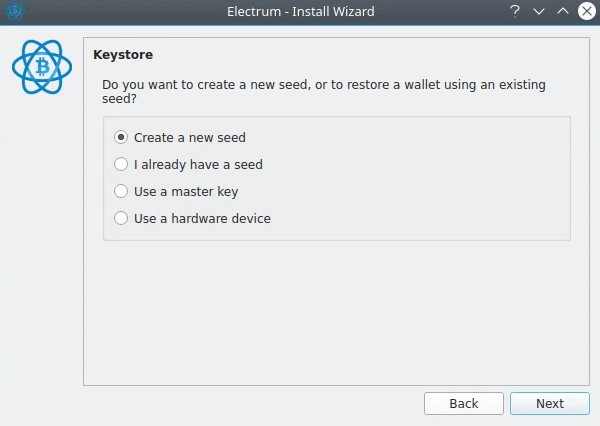 Electrum - Install Wizard
Keystore
Do you want to create a new seed, or to restore a wallet using an existing
seed?
Create a new seed
I already have a seed
Use a master key
Use a hardware device
Back
Next